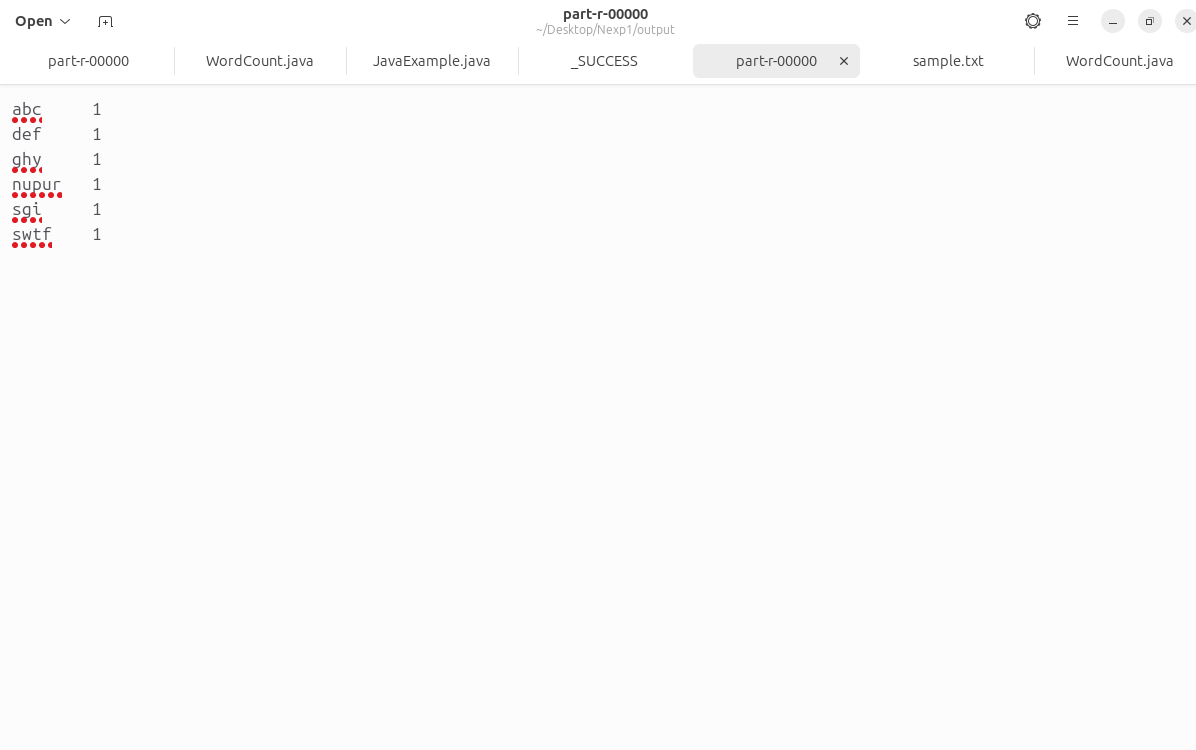 Open
part-r-00000
~/Desktop/Nexp1/output
part-r-00000 WordCount.java JavaExample.java _SUCCESS part-r-00000 sample.txt WordCount.java
abc 1
def 1
ghy 1
nupur 1
sgi 1
swtf 1